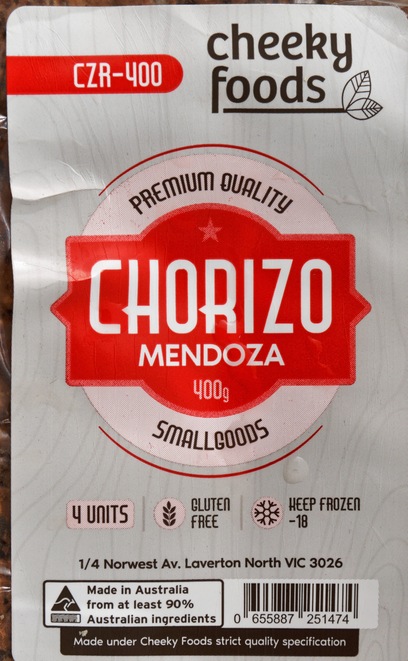 cheeky
foods
CZR-400
PREMIUM QUALITY
CHORIZO
MENDOZA
400g
SMALLGOODS
4 UNITS
GLUTEN
FREE
KEEP FROZEN
-18
1/4 Norwest Av. Laverton North VIC 3026
Made in Australia
from at least 90%
Australian ingredients
0 655887 251474
Made under Cheeky Foods strict quality specification